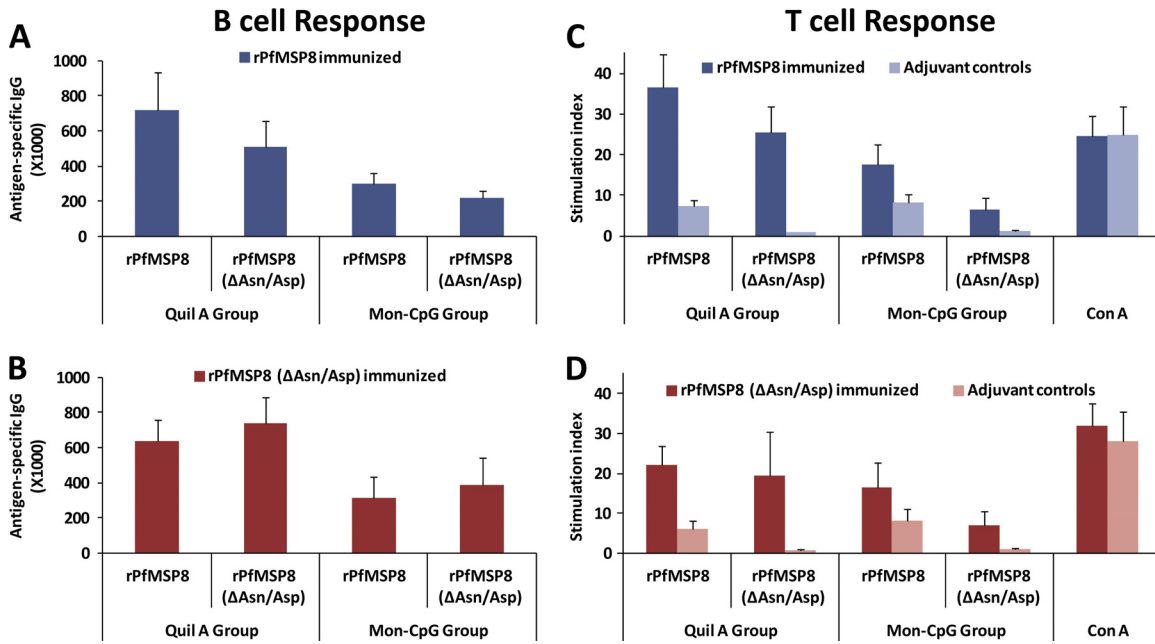 B cell Response
T cell Response
A
rPfMSP8 immunized
Antigen-specific IgG
(X1000)
1000
800
600
400
200
0
rPfMSP8
rPfMSP8
(ΔAsn/Asp)
rPfMSP8
rPfMSP8
(ΔAsn/Asp)
Quil A Group
Mon-CpG Group
C
rPfMSP8 immunized
Adjuvant controls
Stimulation index
40
30
20
10
0
rPfMSP8
rPfMSP8
(ΔAsn/Asp)
rPfMSP8
rPfMSP8
(ΔAsn/Asp)
Quil A Group
Mon-CpG Group
Con A
B
rPfMSP8 (ΔAsn/Asp) immunized
Antigen-specific IgG
(X1000)
1000
800
600
400
200
0
rPfMSP8
rPfMSP8
(ΔAsn/Asp)
rPfMSP8
rPfMSP8
(ΔAsn/Asp)
Quil A Group
Mon-CpG Group
D
rPfMSP8 (ΔAsn/Asp) immunized
Adjuvant controls
Stimulation index
40
30
20
10
0
rPfMSP8
rPfMSP8
(ΔAsn/Asp)
rPfMSP8
rPfMSP8
(ΔAsn/Asp)
Quil A Group
Mon-CpG Group
Con A